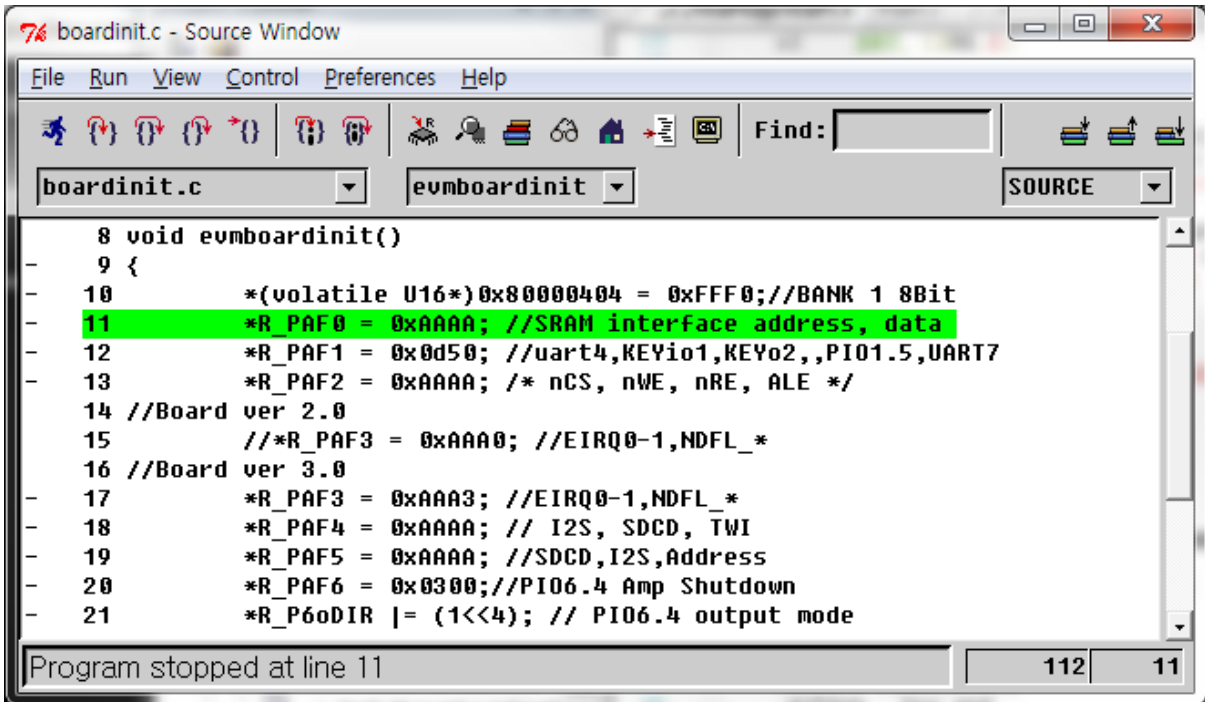 boardinit.c - Source Window
File Run View Control Preferences Help
Find:
boardinit.c evmboardinit SOURCE
8 void evmboardinit()
- 9 {
- 10 *(volatile U16*)0x80000404 = 0xFFF0;//BANK 1 8Bit
- 11 *R_PAF0 = 0xAAAA; //SRAM interface address, data
- 12 *R_PAF1 = 0x0d50; //uart4,KEYio1,KEYo2,,PIO1.5,UART7
- 13 *R_PAF2 = 0xAAAA; /* nCS, nWE, nRE, ALE */
14 //Board ver 2.0
15 //*R_PAF3 = 0xAAA0; //EIRQ0-1,NDFL_*
16 //Board ver 3.0
- 17 *R_PAF3 = 0xAAA3; //EIRQ0-1,NDFL_*
- 18 *R_PAF4 = 0xAAAA; // I2S, SDCD, TWI
- 19 *R_PAF5 = 0xAAAA; //SDCD,I2S,Address
- 20 *R_PAF6 = 0x0300;//PIO6.4 Amp Shutdown
- 21 *R_P6oDIR |= (1<<4); // PIO6.4 output mode
Program stopped at line 11 112 11